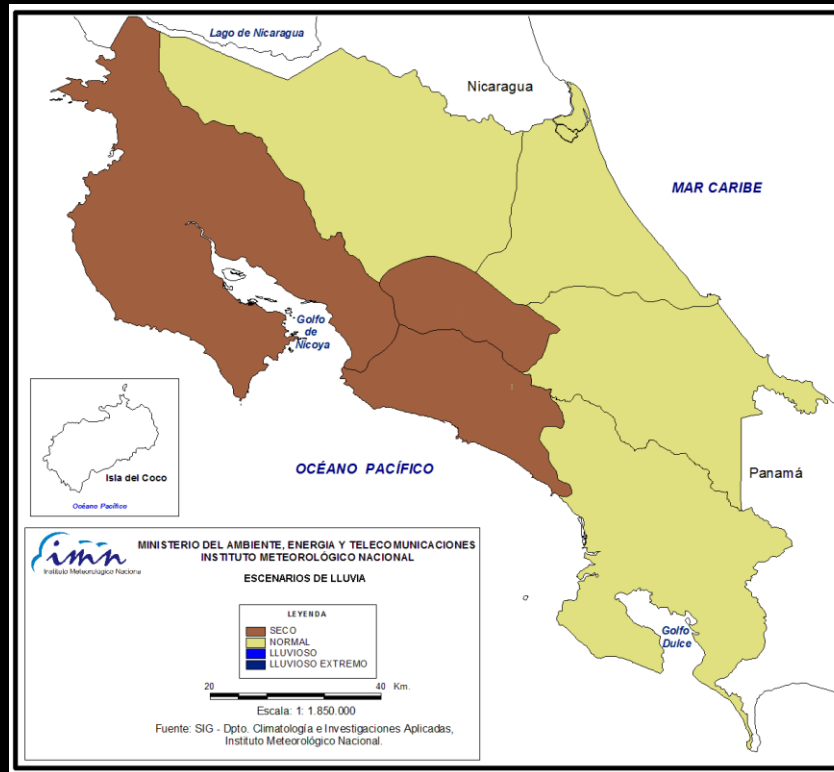 Lago de Nicaragua
Nicaragua
MAR CARIBE
Golfo
de
Nicoya
Isla del Coco
Océano Pacífico
OCÉANO PACÍFICO
Panamá
Golfo
Dulce
imn
Instituto Meteorológico Nacional
MINISTERIO DEL AMBIENTE, ENERGIA Y TELECOMUNICACIONES
INSTITUTO METEOROLÓGICO NACIONAL
ESCENARIOS DE LLUVIA
LEYENDA
SECO
NORMAL
LLUVIOSO
LLUVIOSO EXTREMO
20 40 Km.
Escala: 1: 1.850.000
Fuente: SIG - Dpto. Climatología e Investigaciones Aplicadas,
Instituto Meteorológico Nacional.